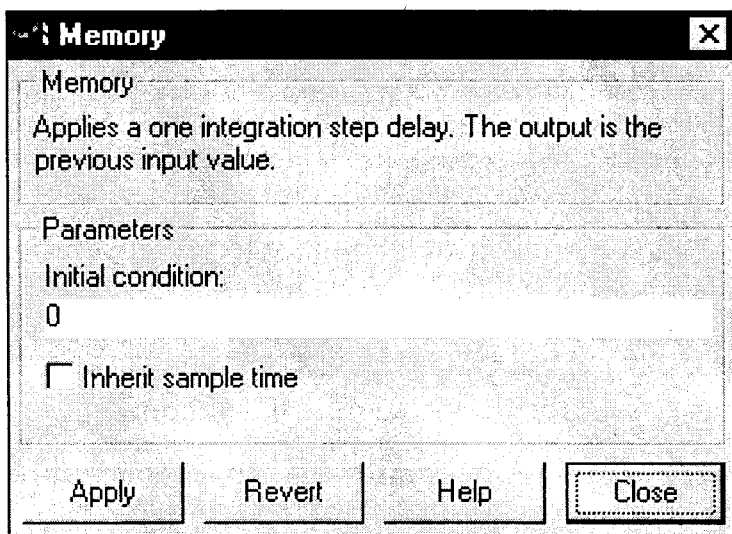 Memory
Memory
Applies a one integration step delay. The output is the
previous input value.
Parameters
Initial condition:
0
Inherit sample time
Apply
Revert
Help
Close